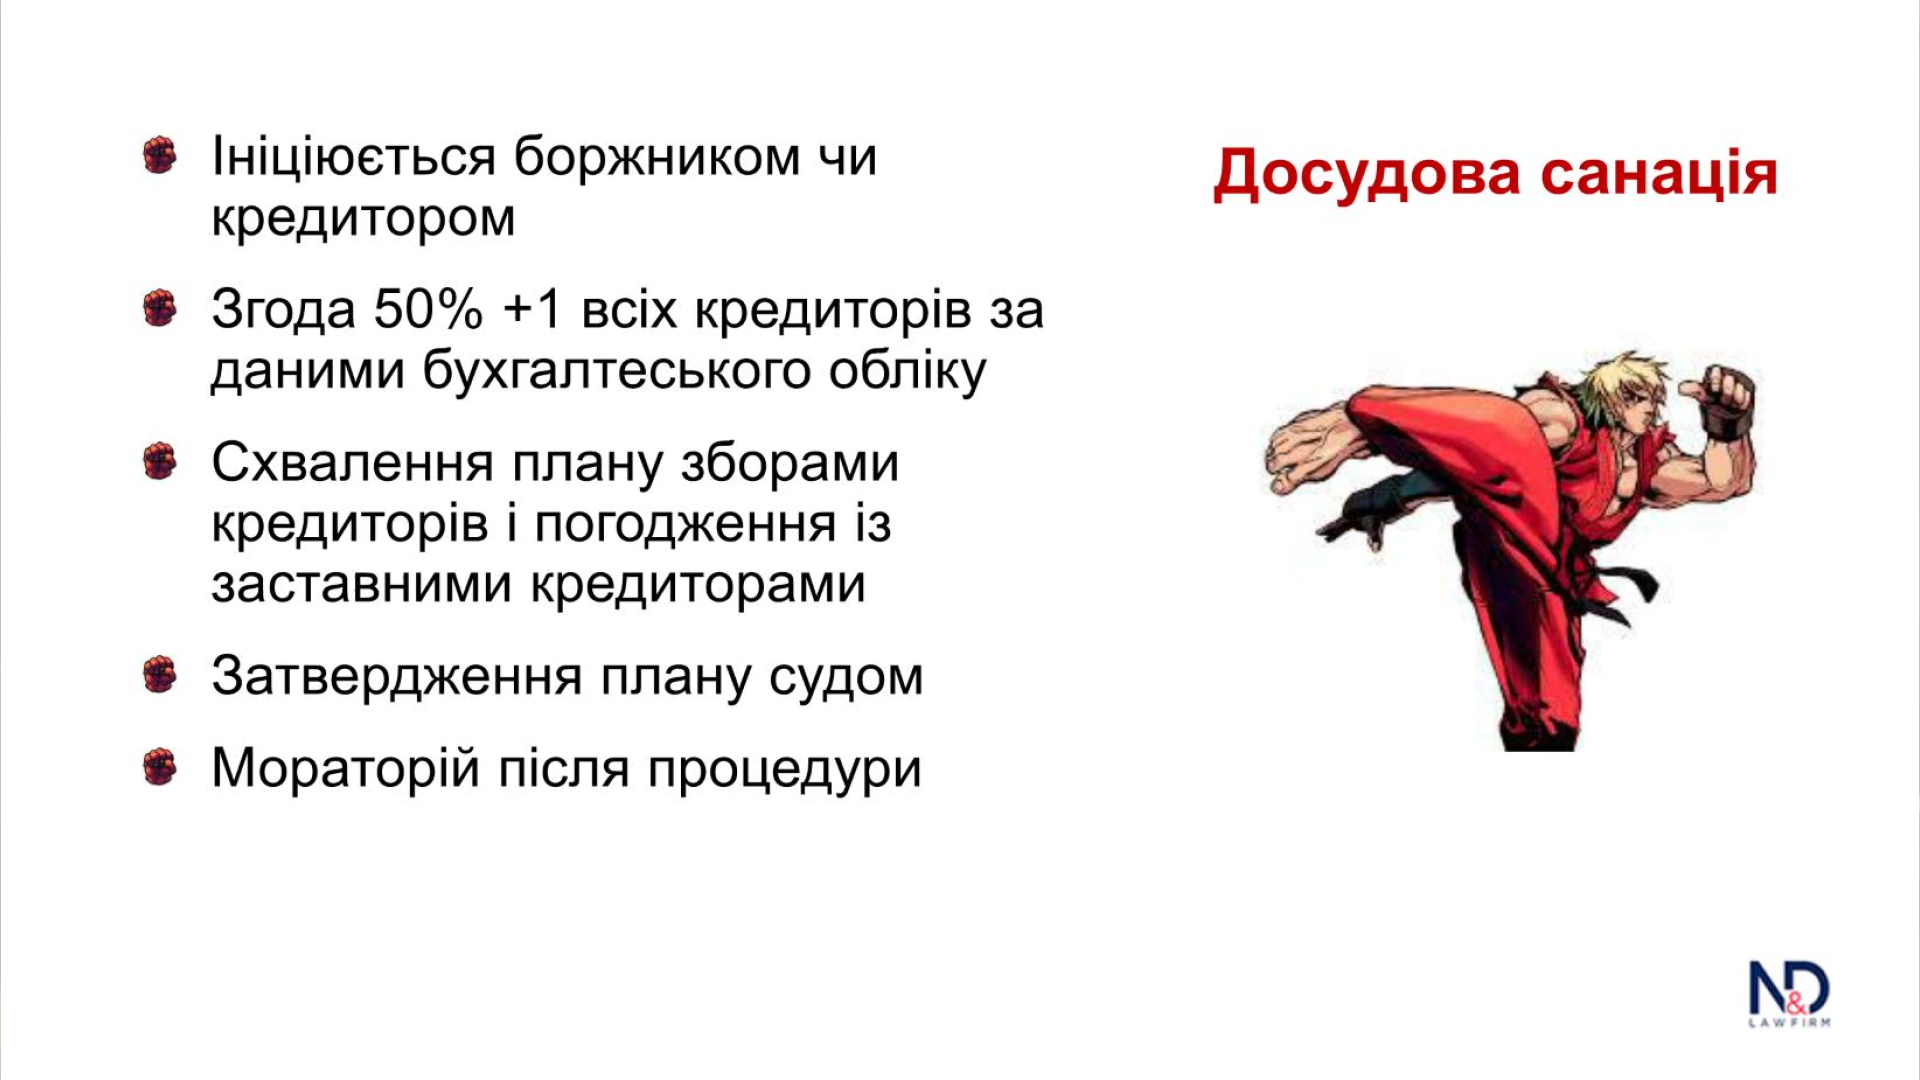 Ініціюється боржником чи
кредитором
Згода 50% +1 всіх кредиторів за
даними бухгалтеського обліку
Схвалення плану зборами
кредиторів і погодження із
заставними кредиторами
Затвердження плану судом
Мораторій після процедури
Досудова санація
N&D
LAW FIRM